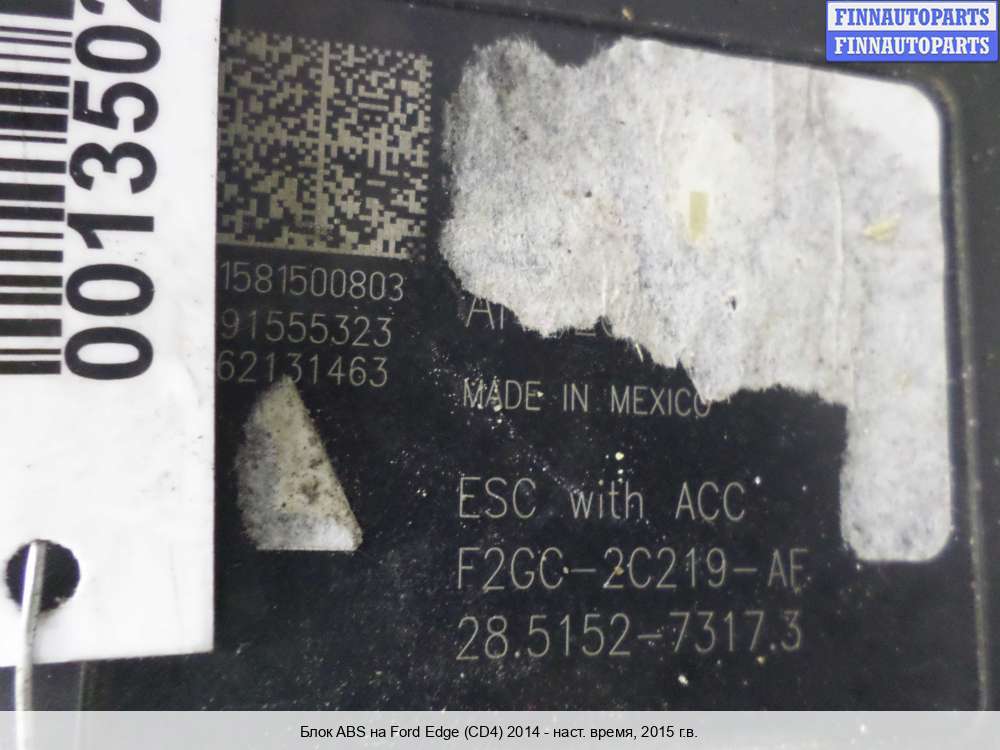 FINNAUTOPARTS
FINNAUTOPARTS
1581500803
91555323
62131463
MADE IN MEXICO
ESC with ACC
F2GC-2C219-AE
28.5152-7317.3
Блок ABS на Ford Edge (CD4) 2014 - наст. время, 2015 г.в.